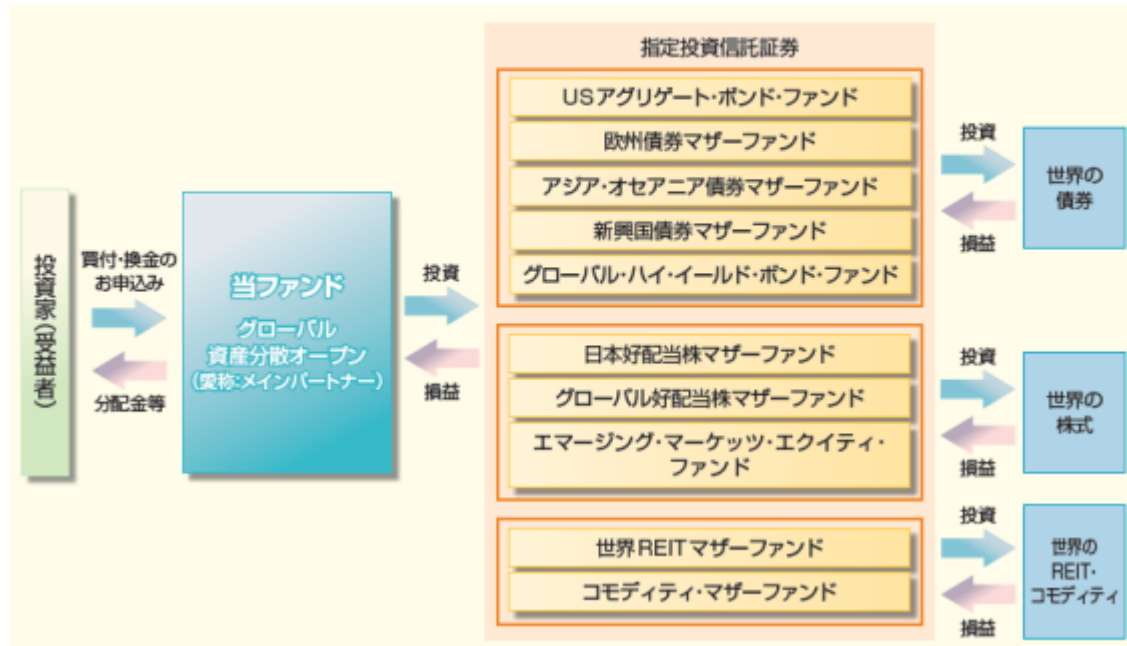 投資家(受益者)
買付・換金の
お申込み
分配金等
当ファンド
グローバル
資産分散オープン
(愛称:メインパートナー)
投資
損益
指定投資信託証券
USアグリゲート・ボンド・ファンド
欧州債券マザーファンド
アジア・オセアニア債券マザーファンド
新興国債券マザーファンド
グローバル・ハイ・イールド・ボンド・ファンド
投資
損益
世界の
債券
日本好配当株マザーファンド
グローバル好配当株マザーファンド
エマージング・マーケッツ・エクイティ・
ファンド
投資
損益
世界の
株式
世界REITマザーファンド
コモディティ・マザーファンド
投資
損益
世界の
REIT・
コモディティ